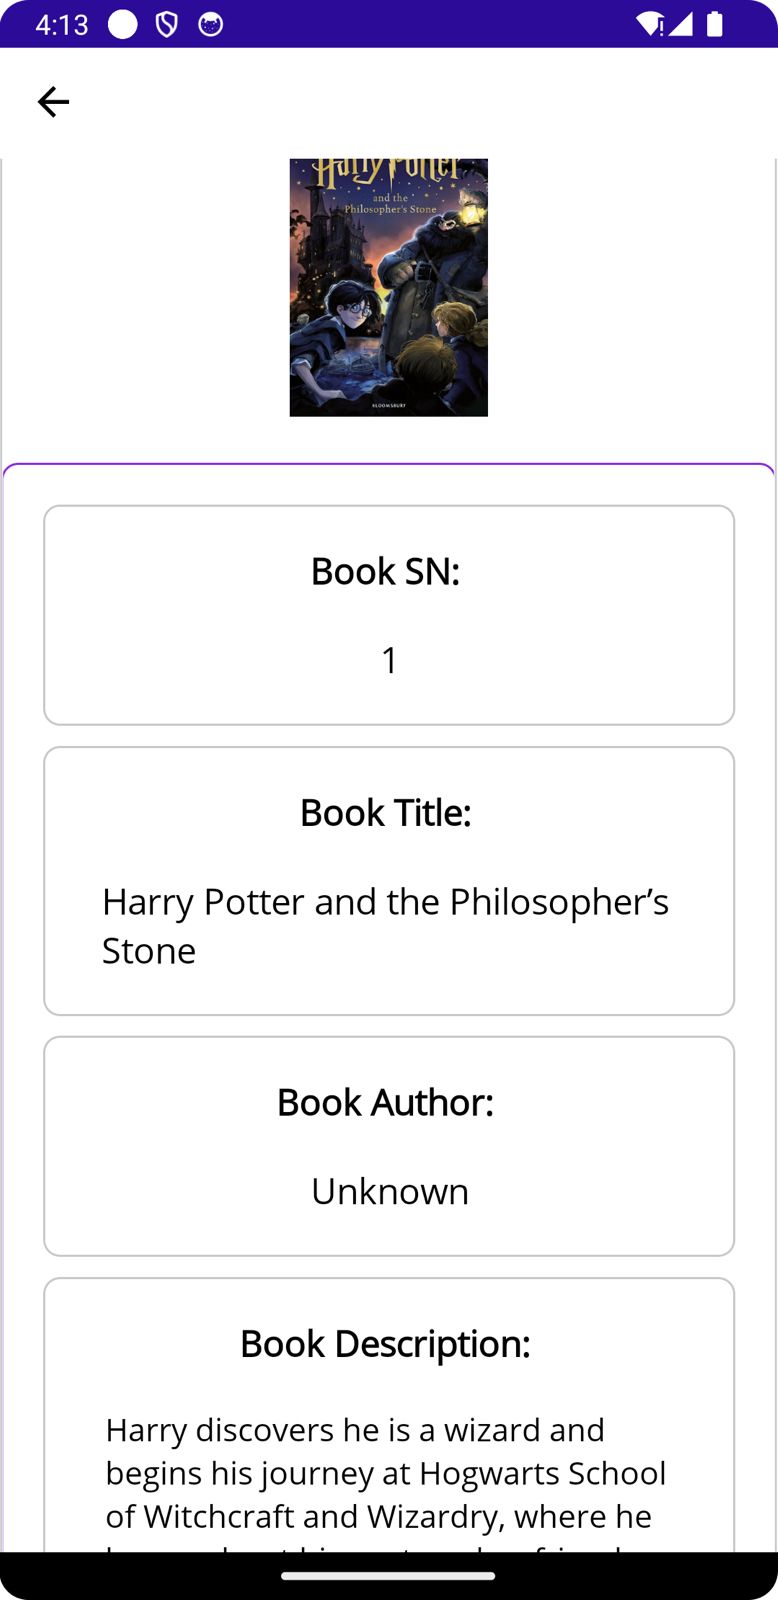 4:13
Harry Potter
and the
Philosopher's Stone
BLOOMSBURY
Book SN:
1
Book Title:
Harry Potter and the Philosopher’s
Stone
Book Author:
Unknown
Book Description:
Harry discovers he is a wizard and
begins his journey at Hogwarts School
of Witchcraft and Wizardry, where he